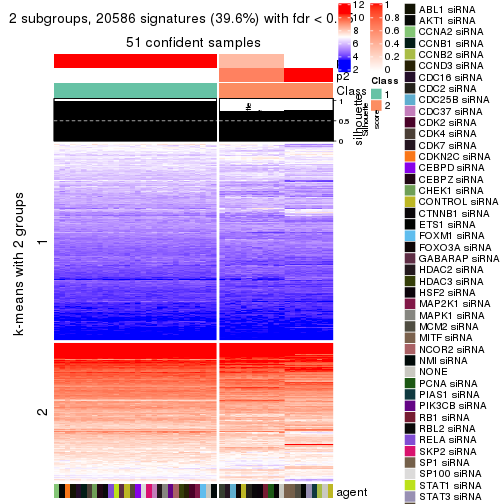 2 subgroups, 20586 signatures (39.6%) with fdr < 0.
51 confident samples
p2
Class
silhouette
1
0.5
0
k-means with 2 groups
1
2
agent
12
10
8
6
4
2
1
0.8
0.6
0.4
0.2
0
Class
1
2
Silhouette
score
ABL1 siRNA
AKT1 siRNA
CCNA2 siRNA
CCNB1 siRNA
CCNB2 siRNA
CCND3 siRNA
CDC16 siRNA
CDC2 siRNA
CDC25B siRNA
CDC37 siRNA
CDK2 siRNA
CDK4 siRNA
CDK7 siRNA
CDKN2C siRNA
CEBPD siRNA
CEBPZ siRNA
CHEK1 siRNA
CONTROL siRNA
CTNNB1 siRNA
ETS1 siRNA
FOXM1 siRNA
FOXO3A siRNA
GABARAP siRNA
HDAC2 siRNA
HDAC3 siRNA
HSF2 siRNA
MAP2K1 siRNA
MAPK1 siRNA
MCM2 siRNA
MITF siRNA
NCOR2 siRNA
NMI siRNA
NONE
PCNA siRNA
PIAS1 siRNA
PIK3CB siRNA
RB1 siRNA
RBL2 siRNA
RELA siRNA
SKP2 siRNA
SP1 siRNA
SP100 siRNA
STAT1 siRNA
STAT3 siRNA